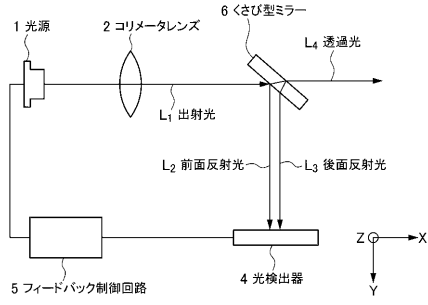 6 くさび型ミラー
1 光源
2 コリメータレンズ
L4 透過光
L1 出射光
L2 前面反射光
L3 後面反射光
Z
X
Y
4 光検出器
5 フィードバック制御回路